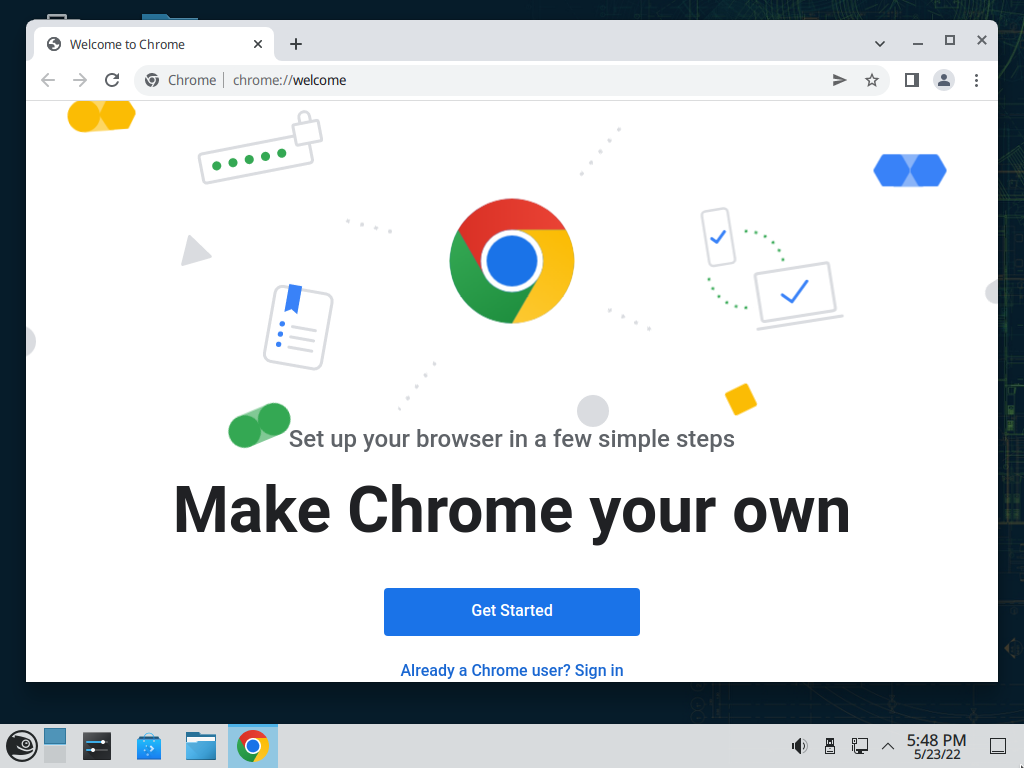 Welcome to Chrome
Chrome
chrome://welcome
Set up your browser in a few simple steps
Make Chrome your own
Get Started
Already a Chrome user? Sign in
5:48 PM
5/23/22